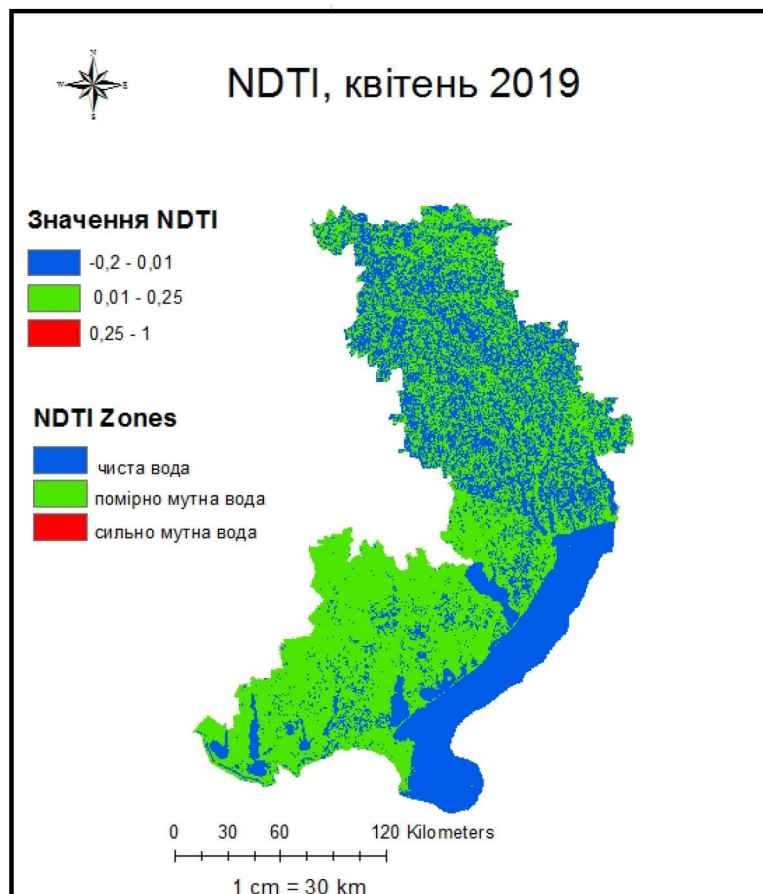 NDTI, квітень 2019
N
W
E
S
Значення NDTI
-0,2 - 0,01
0,01 - 0,25
0,25 - 1
NDTI Zones
чиста вода
помірно мутна вода
сильно мутна вода
0 30 60 120 Kilometers
1 cm = 30 km